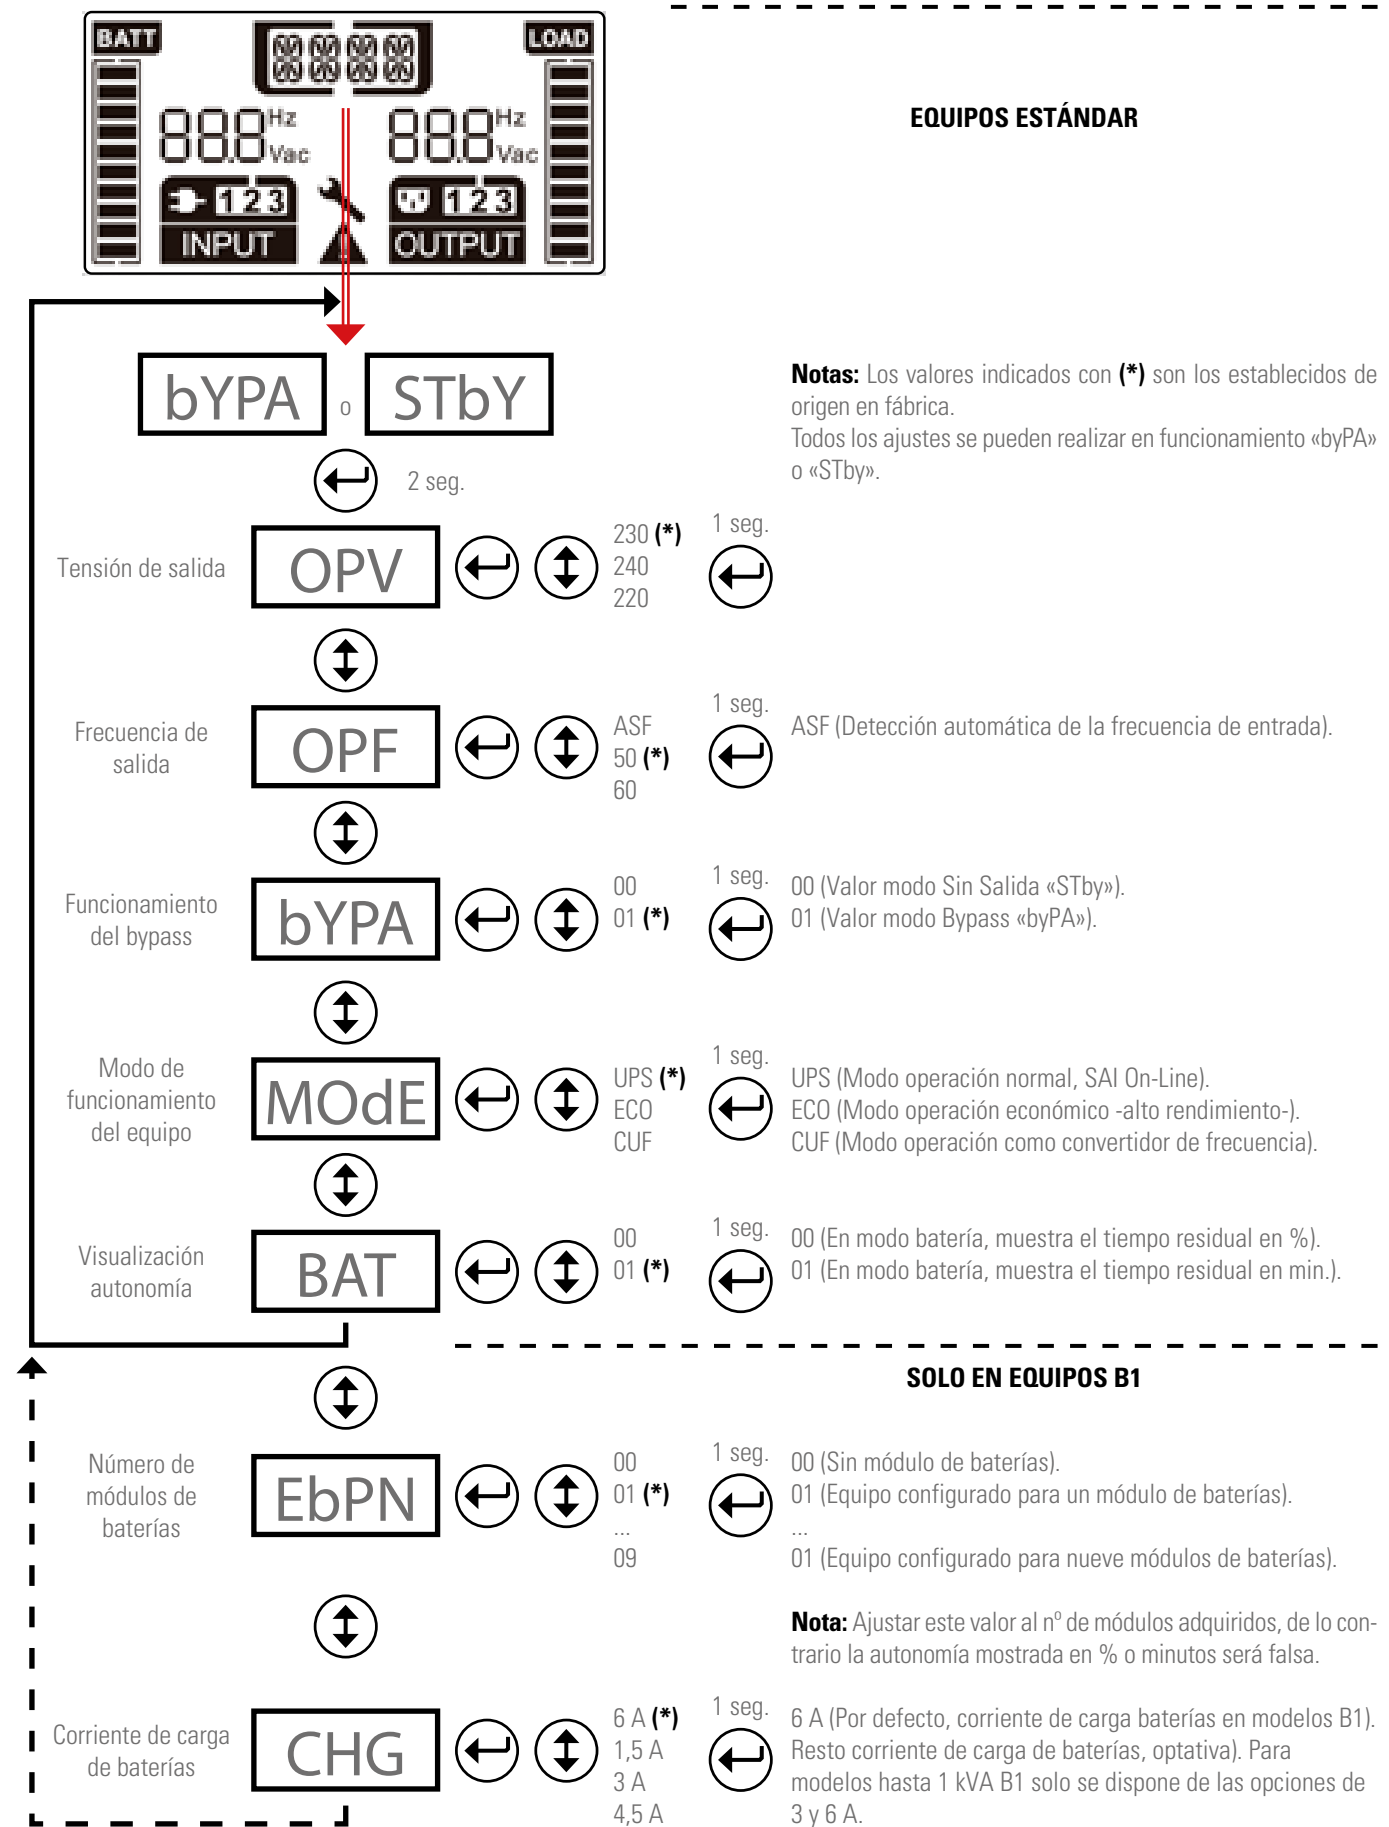 BATT
LOAD
88.8 Hz Vac
88.8 Hz Vac
123
INPUT
123
OUTPUT
EQUIPOS ESTÁNDAR
bYPA
o
STbY
2 seg.
Notas: Los valores indicados con (*) son los establecidos de
origen en fábrica.
Todos los ajustes se pueden realizar en funcionamiento «byPA»
o «STby».
Tensión de salida
OPV
230 (*)
240
220
1 seg.
Frecuencia de
salida
OPF
ASF
50 (*)
60
1 seg.
ASF (Detección automática de la frecuencia de entrada).
Funcionamiento
del bypass
bYPA
00
01 (*)
1 seg.
00 (Valor modo Sin Salida «STby»).
01 (Valor modo Bypass «byPA»).
Modo de
funcionamiento
del equipo
MOdE
UPS (*)
ECO
CUF
1 seg.
UPS (Modo operación normal, SAI On-Line).
ECO (Modo operación económico -alto rendimiento-).
CUF (Modo operación como convertidor de frecuencia).
Visualización
autonomía
BAT
00
01 (*)
1 seg.
00 (En modo batería, muestra el tiempo residual en %).
01 (En modo batería, muestra el tiempo residual en min.).
SOLO EN EQUIPOS B1
Número de
módulos de
baterías
EbPN
00
01 (*)
...
09
1 seg.
00 (Sin módulo de baterías).
01 (Equipo configurado para un módulo de baterías).
...
01 (Equipo configurado para nueve módulos de baterías).
Nota: Ajustar este valor al nº de módulos adquiridos, de lo con-
trario la autonomía mostrada en % o minutos será falsa.
Corriente de carga
de baterías
CHG
6 A (*)
1,5 A
3 A
4,5 A
1 seg.
6 A (Por defecto, corriente de carga baterías en modelos B1).
Resto corriente de carga de baterías, optativa). Para
modelos hasta 1 kVA B1 solo se dispone de las opciones de
3 y 6 A.